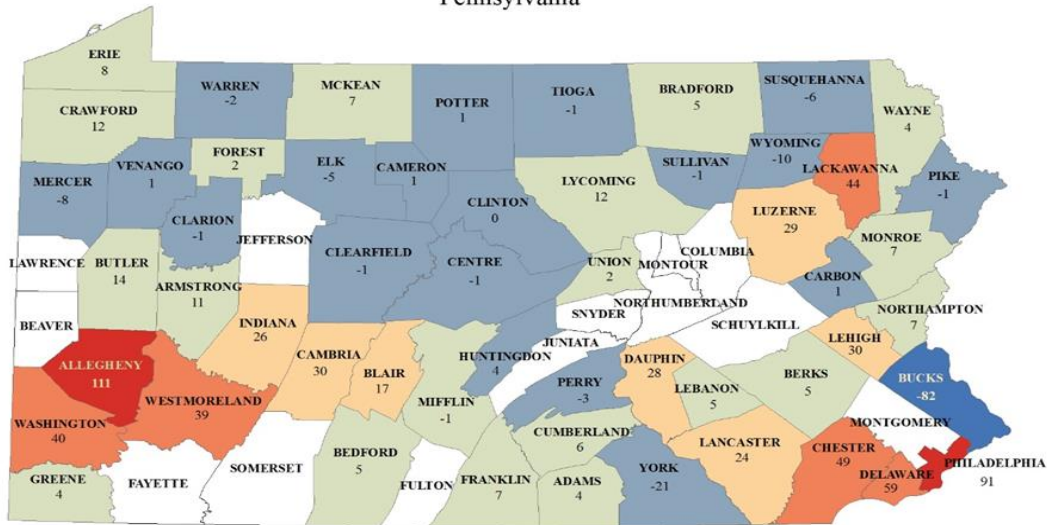 Pennsylvania
ERIE
8
WARREN
-2
MCKEAN
7
POTTER
1
TIOGA
-1
BRADFORD
5
SUSQUEHANNA
-6
WAYNE
4
CRAWFORD
12
VENANGO
1
FOREST
2
ELK
-5
CAMERON
1
CLINTON
0
LYCOMING
12
SULLIVAN
-1
WYOMING
-10
LACKAWANNA
44
PIKE
-1
MERCER
-8
CLARION
-1
JEFFERSON
CLEARFIELD
-1
CENTRE
-1
UNION
2
MONTOUR
COLUMBIA
LUZERNE
29
MONROE
7
CARBON
1
LAWRENCE
BUTLER
14
ARMSTRONG
11
SNYDER
NORTHUMBERLAND
SCHUYLKILL
NORTHAMPTON
7
BEAVER
INDIANA
26
CAMBRIA
30
BLAIR
17
HUNTINGDON
4
JUNIATA
MIFFLIN
-1
PERRY
-3
DAUPHIN
28
LEBANON
5
BERKS
5
LEHIGH
30
BUCKS
-82
ALLEGHENY
111
WESTMORELAND
39
WASHINGTON
40
MONTGOMERY
GREENE
4
FAYETTE
SOMERSET
BEDFORD
5
FULTON
FRANKLIN
7
CUMBERLAND
6
ADAMS
4
YORK
-21
LANCASTER
24
CHESTER
49
DELAWARE
59
PHILADELPHIA
91